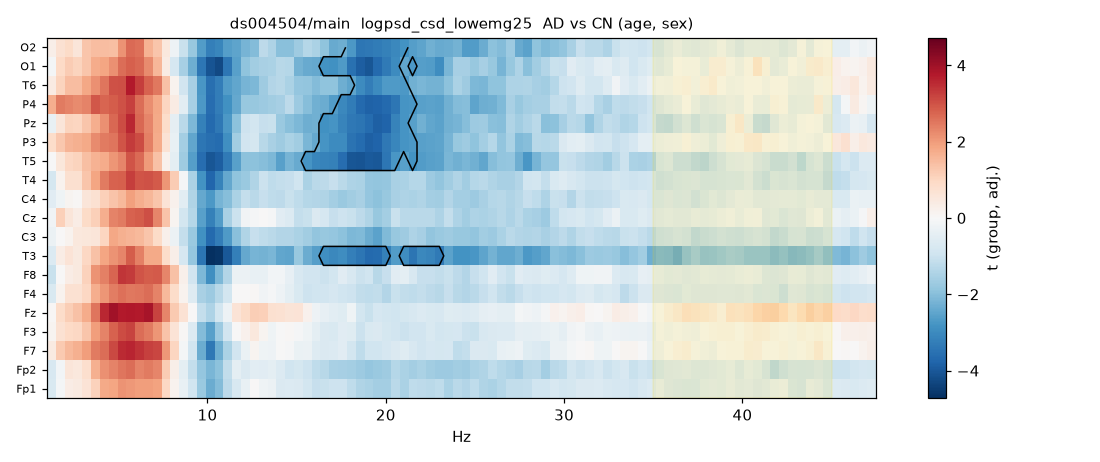 ds004504/main  logpsd_csd_lowemg25  AD vs CN (age, sex)
O2
O1
T6
P4
Pz
P3
T5
T4
C4
Cz
C3
T3
F8
F4
Fz
F3
F7
Fp2
Fp1
10
20
30
40
Hz
4
2
0
−2
−4
t (group, adj.)